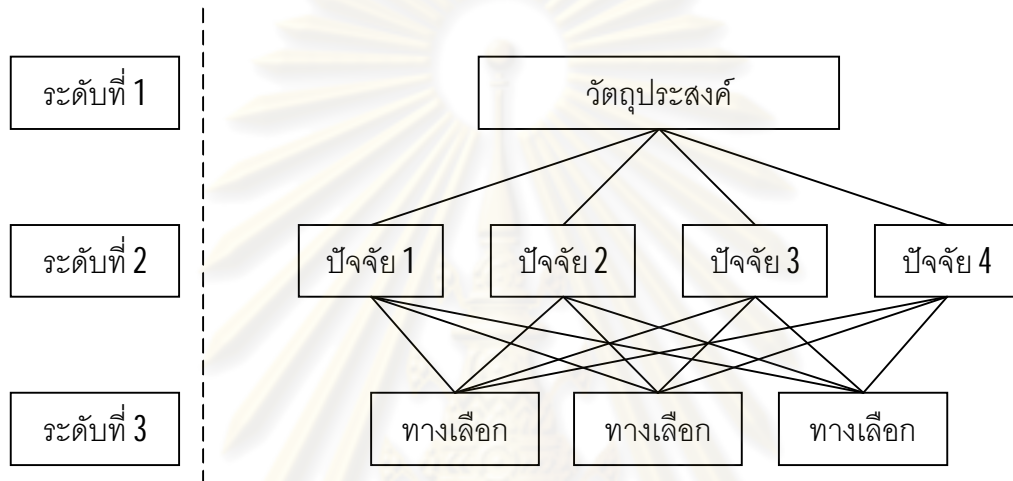 ระดับที่ 1
วัตถุประสงค์
ระดับที่ 2
ปัจจัย 1
ปัจจัย 2
ปัจจัย 3
ปัจจัย 4
ระดับที่ 3
ทางเลือก
ทางเลือก
ทางเลือก